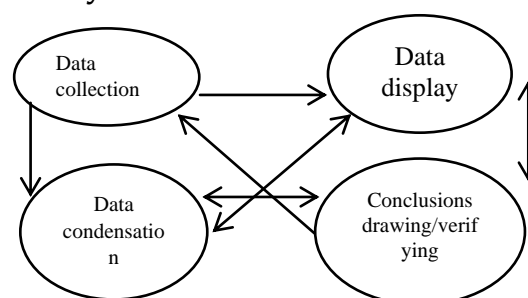 Data
collection
Data
display
Data
condensatio
n
Conclusions
drawing/verif
ying